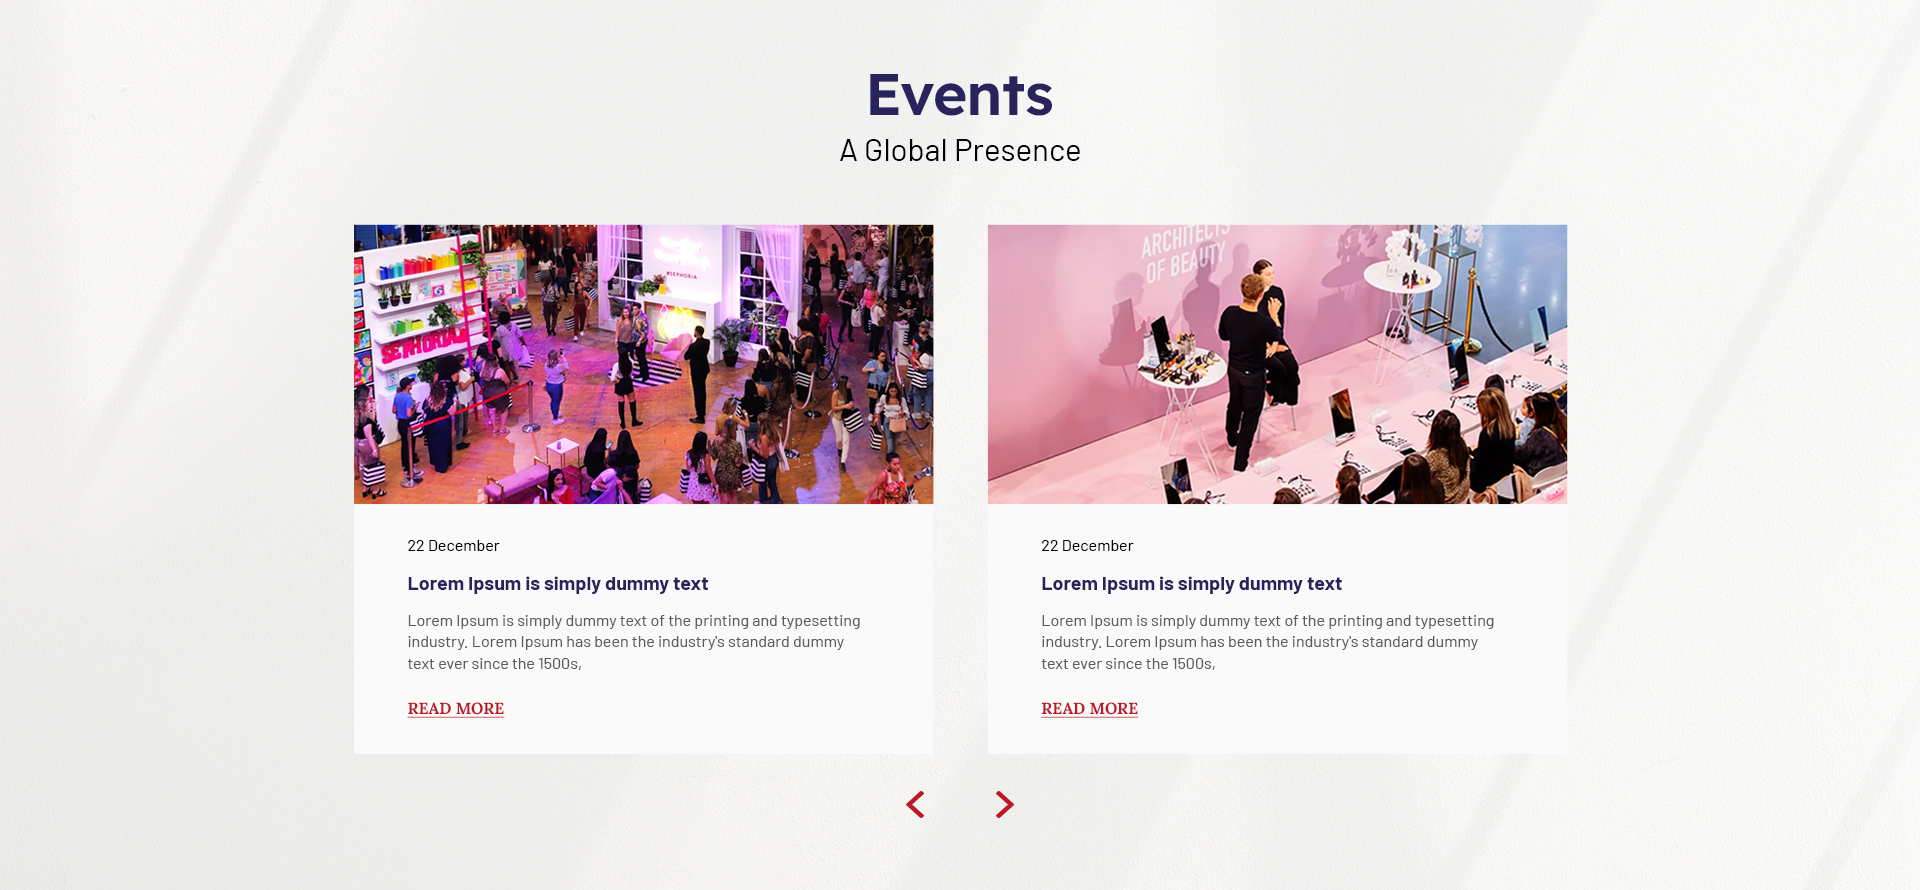 Events
A Global Presence
#SEPHORIA
SEPHORIA
22 December
Lorem Ipsum is simply dummy text
Lorem Ipsum is simply dummy text of the printing and typesetting
industry. Lorem Ipsum has been the industry's standard dummy
text ever since the 1500s,
READ MORE
ARCHITECTS
OF BEAUTY
22 December
Lorem Ipsum is simply dummy text
Lorem Ipsum is simply dummy text of the printing and typesetting
industry. Lorem Ipsum has been the industry's standard dummy
text ever since the 1500s,
READ MORE